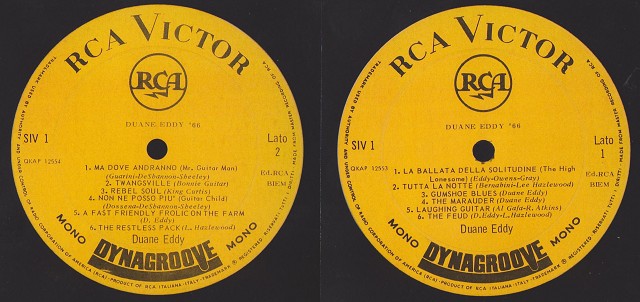 RCA VICTOR
RCA
DUANE EDDY '66
SIV 1
Lato
2
QKAP 12554
Ed.RCA
BIEM
1. MA DOVE ANDRANNO (Mr. Guitar Man)
(Guarini-DeShannon-Sheeley)
2. TWANGSVILLE (Bonnie Guitar)
3. REBEL SOUL (King Curtis)
4. NON NE POSSO PIU' (Guitar Child)
(Dossena-DeShannon-Sheeley)
5. A FAST FRIENDLY FROLIC ON THE FARM
(D. Eddy)
6. THE RESTLESS PACK (L. Hazlewood)
Duane Eddy
MONO DYNAGROOVE MONO
RCA VICTOR
RCA
DUANE EDDY '66
SIV 1
Lato
1
QKAP 12553
Ed.RCA
BIEM
1. LA BALLATA DELLA SOLITUDINE (The High
Lonesome) (Eddy-Owens-Gray)
2. TUTTA LA NOTTE (Bernabini-Lee Hazlewood)
3. GUMSHOE BLUES (Duane Eddy)
4. THE MARAUDER (Duane Eddy)
5. LAUGHING GUITAR (Al Gafa-R. Atkins)
6. THE FEUD (D.Eddy-L.Hazlewood)
Duane Eddy
MONO DYNAGROOVE MONO